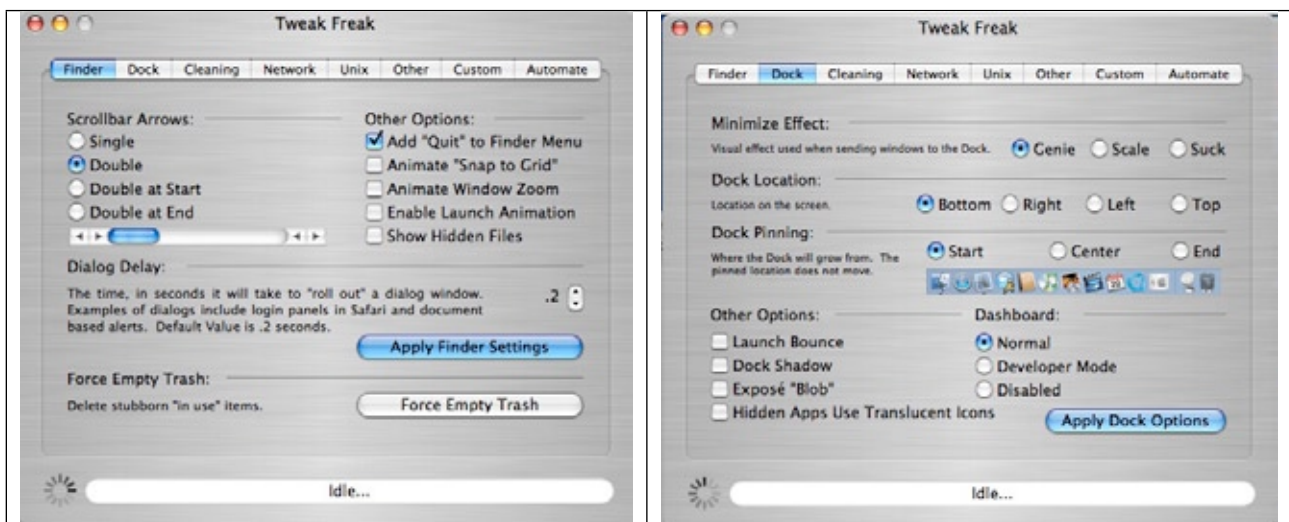 Tweak Freak
Finder Dock Cleaning Network Unix Other Custom Automate
Scrollbar Arrows:
Single
Double
Double at Start
Double at End
Other Options:
Add "Quit" to Finder Menu
Animate "Snap to Grid"
Animate Window Zoom
Enable Launch Animation
Show Hidden Files
Dialog Delay:
The time, in seconds it will take to "roll out" a dialog window.
Examples of dialogs include login panels in Safari and document
based alerts. Default Value is .2 seconds.
.2
Apply Finder Settings
Force Empty Trash:
Delete stubborn "in use" items.
Force Empty Trash
Idle...
Tweak Freak
Finder Dock Cleaning Network Unix Other Custom Automate
Minimize Effect:
Visual effect used when sending windows to the Dock.
Genie Scale Suck
Dock Location:
Location on the screen.
Bottom Right Left Top
Dock Pinning:
Where the Dock will grow from. The
pinned location does not move.
Start Center End
Other Options:
Launch Bounce
Dock Shadow
Exposé "Blob"
Hidden Apps Use Translucent Icons
Dashboard:
Normal
Developer Mode
Disabled
Apply Dock Options
Idle...